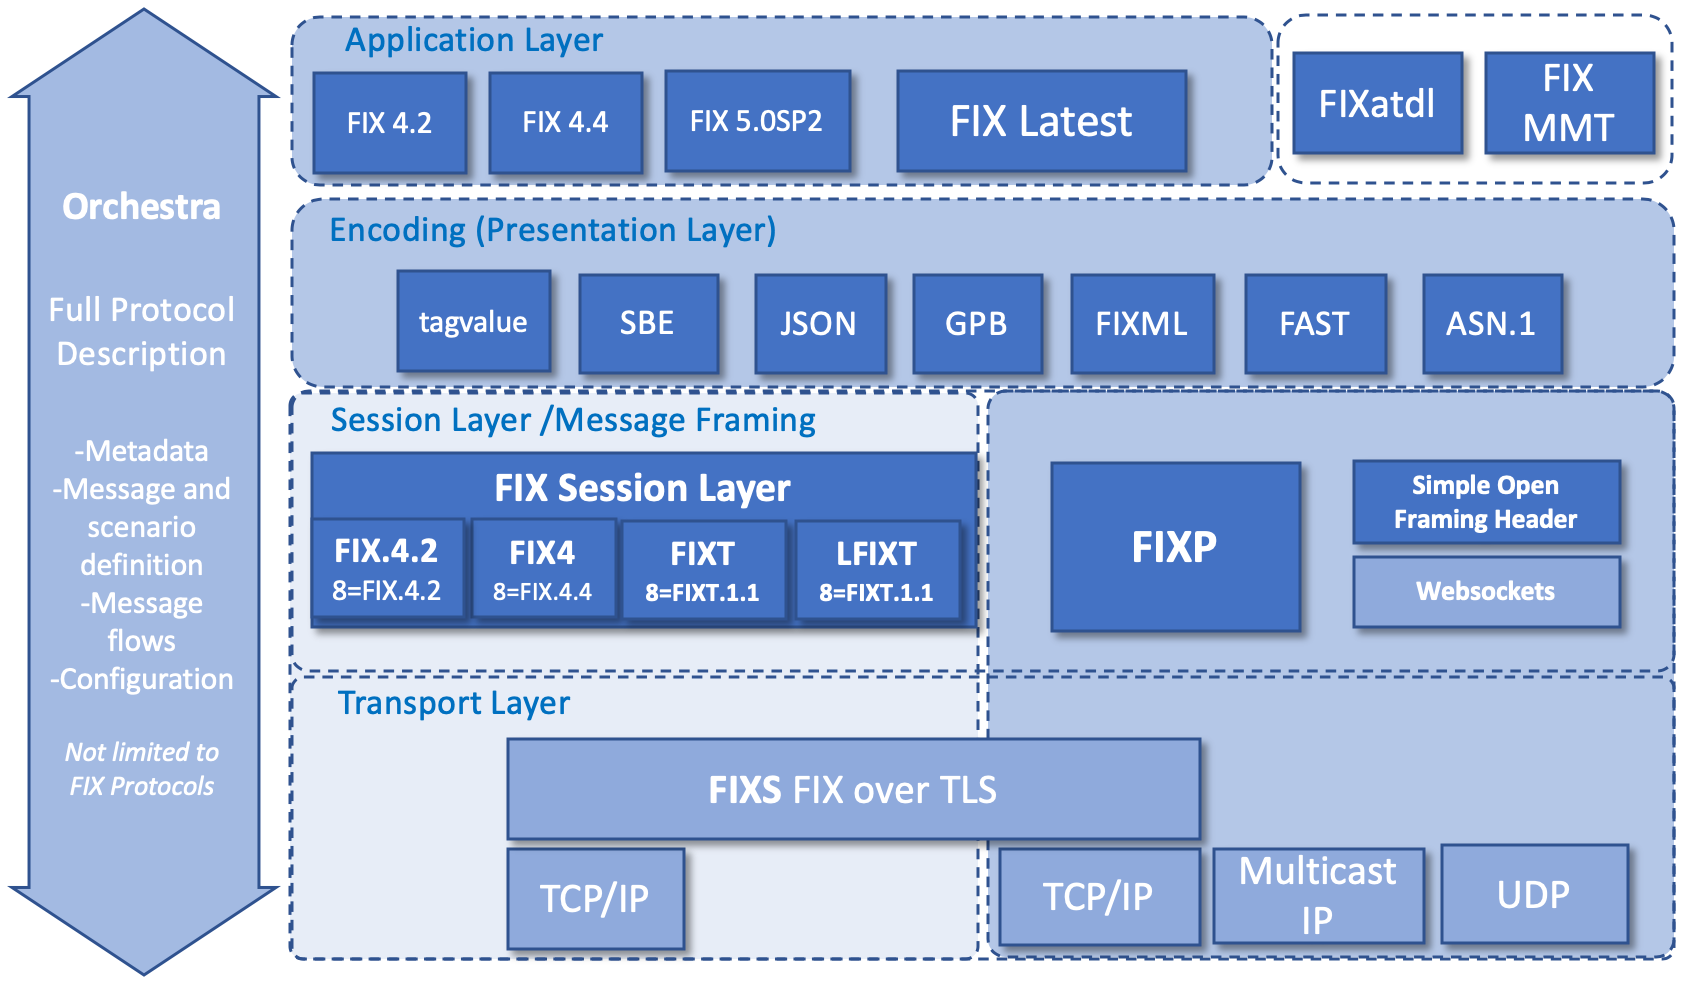 Orchestra
Full Protocol
Description
-Metadata
-Message and
scenario
definition
-Message
flows
-Configuration
Not limited to
FIX Protocols
Application Layer
FIX 4.2
FIX 4.4
FIX 5.0SP2
FIX Latest
FIXatdl
FIX
MMT
Encoding (Presentation Layer)
tagvalue
SBE
JSON
GPB
FIXML
FAST
ASN.1
Session Layer /Message Framing
FIX Session Layer
FIX.4.2
8=FIX.4.2
FIX4
8=FIX.4.4
FIXT
8=FIXT.1.1
LFIXT
8=FIXT.1.1
FIXP
Simple Open
Framing Header
Websockets
Transport Layer
FIXS FIX over TLS
TCP/IP
TCP/IP
Multicast
IP
UDP